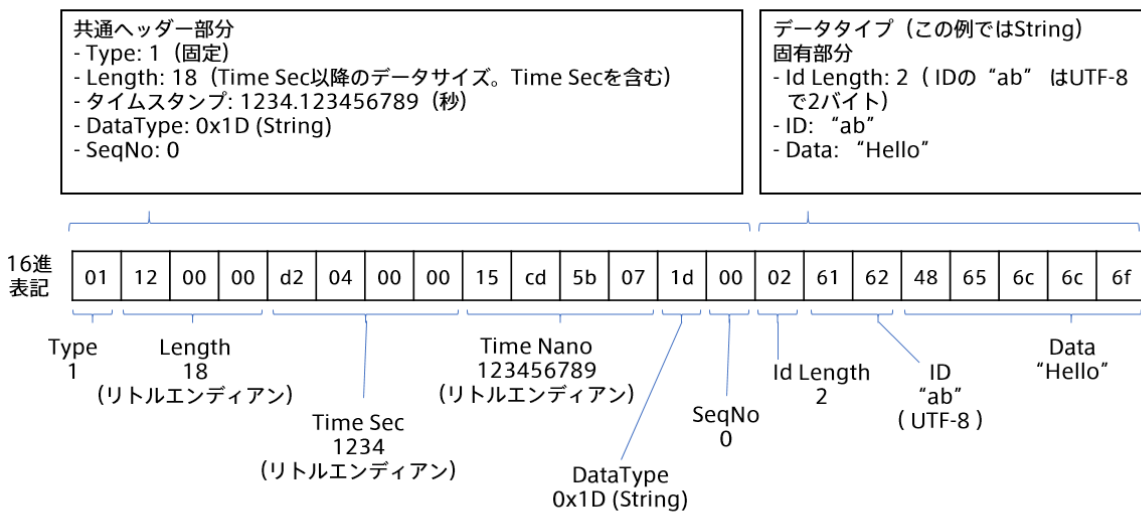 共通ヘッダー部分
- Type: 1（固定）
- Length: 18（Time Sec以降のデータサイズ。Time Secを含む）
- タイムスタンプ: 1234.123456789（秒）
- DataType: 0x1D (String)
- SeqNo: 0
データタイプ（この例ではString）
固有部分
- Id Length: 2（ IDの“ab” はUTF-8
で2バイト）
- ID: “ab”
- Data: “Hello”
16進
表記
01 12 00 00 d2 04 00 00 15 cd 5b 07 1d 00 02 61 62 48 65 6c 6c 6f
Type
1
Length
18
（リトルエンディアン）
Time Sec
1234
（リトルエンディアン）
Time Nano
123456789
（リトルエンディアン）
DataType
0x1D (String)
SeqNo
0
Id Length
2
ID
“ab”
( UTF-8 )
Data
“Hello”